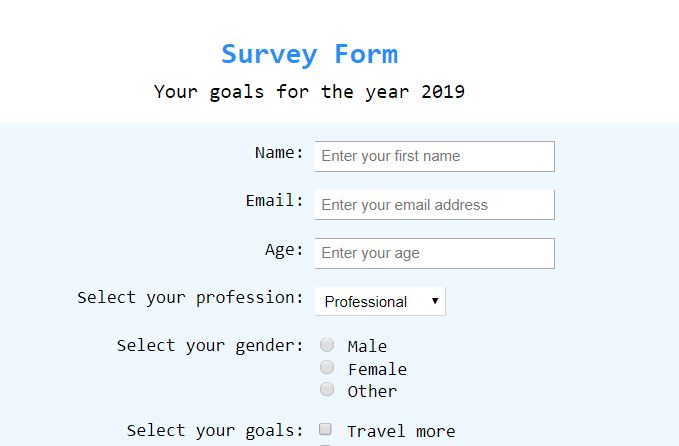 Survey Form
Your goals for the year 2019
Name: Enter your first name
Email: Enter your email address
Age: Enter your age
Select your profession: Professional
Select your gender: Male
Female
Other
Select your goals: Travel more